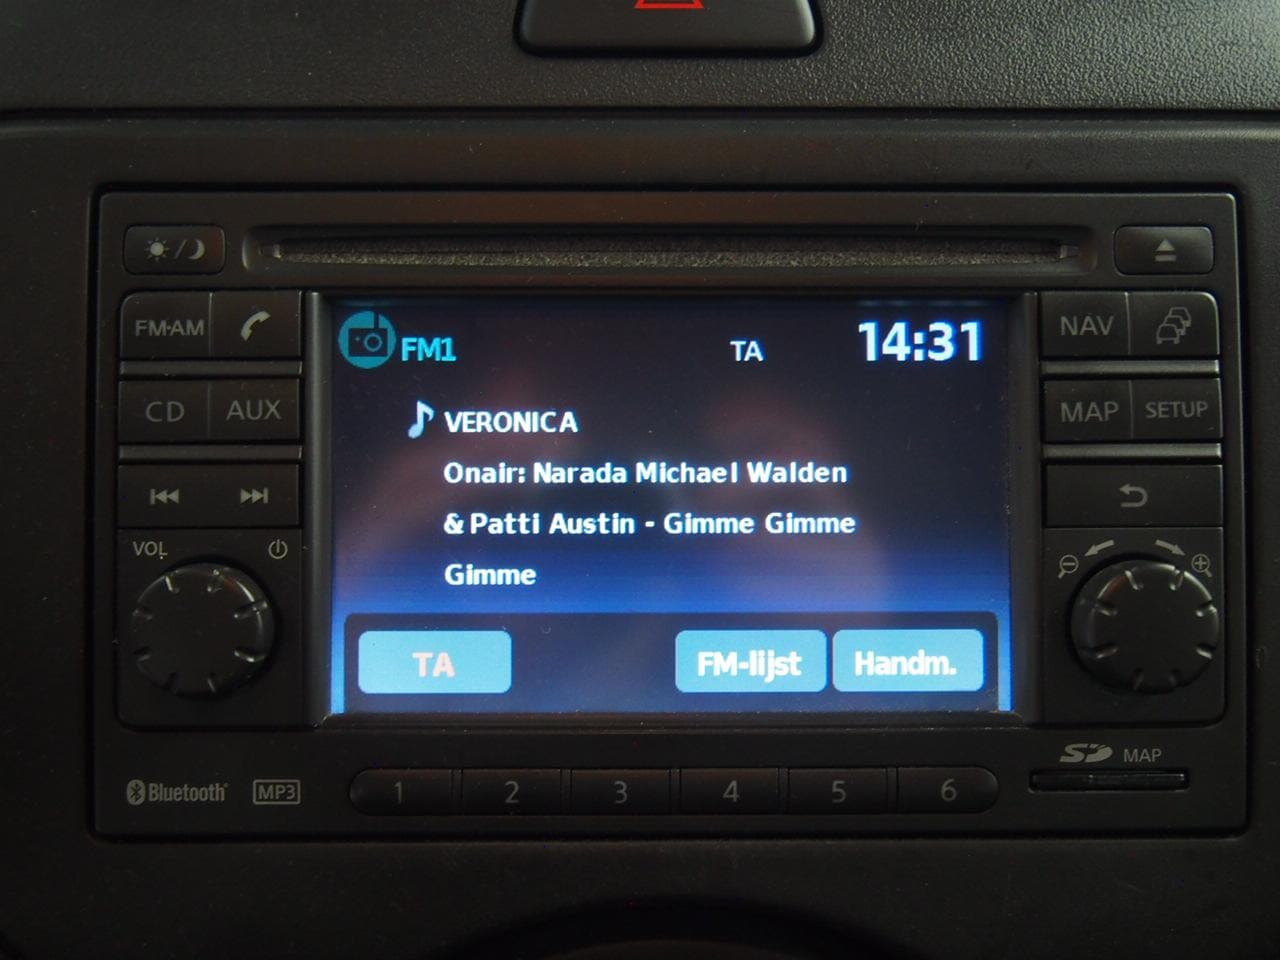 FM·AM
CD
AUX
VOL
FM1
TA
14:31
VERONICA
Onair: Narada Michael Walden
& Patti Austin - Gimme Gimme
Gimme
TA
FM-lijst
Handm.
NAV
MAP
SETUP
Bluetooth
MP3
1
2
3
4
5
6
SD
MAP